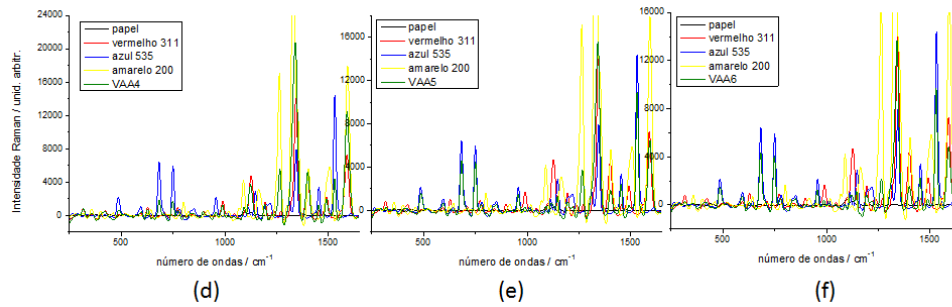 Intensidade Raman / unid. arbitr.
24000
20000
16000
12000
8000
4000
0
papel
vermelho 311
azul 535
amarelo 200
VAA4
500
1000
1500
número de ondas / cm⁻¹
(d)
16000
12000
8000
4000
0
papel
vermelho 311
azul 535
amarelo 200
VAA5
500
1000
1500
número de ondas / cm⁻¹
(e)
16000
12000
8000
4000
0
papel
vermelho 311
azul 535
amarelo 200
VAA6
500
1000
1500
número de ondas / cm⁻¹
(f)